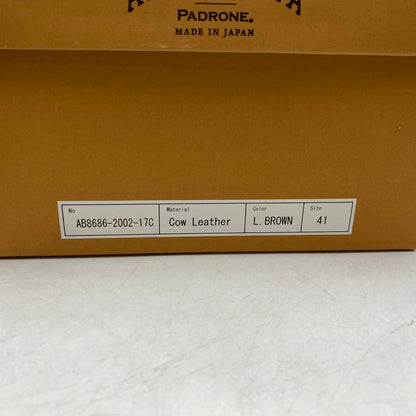 PADRONE.
MADE IN JAPAN
No Material Color Size
AB8686-2002-17C Cow Leather L.BROWN 41